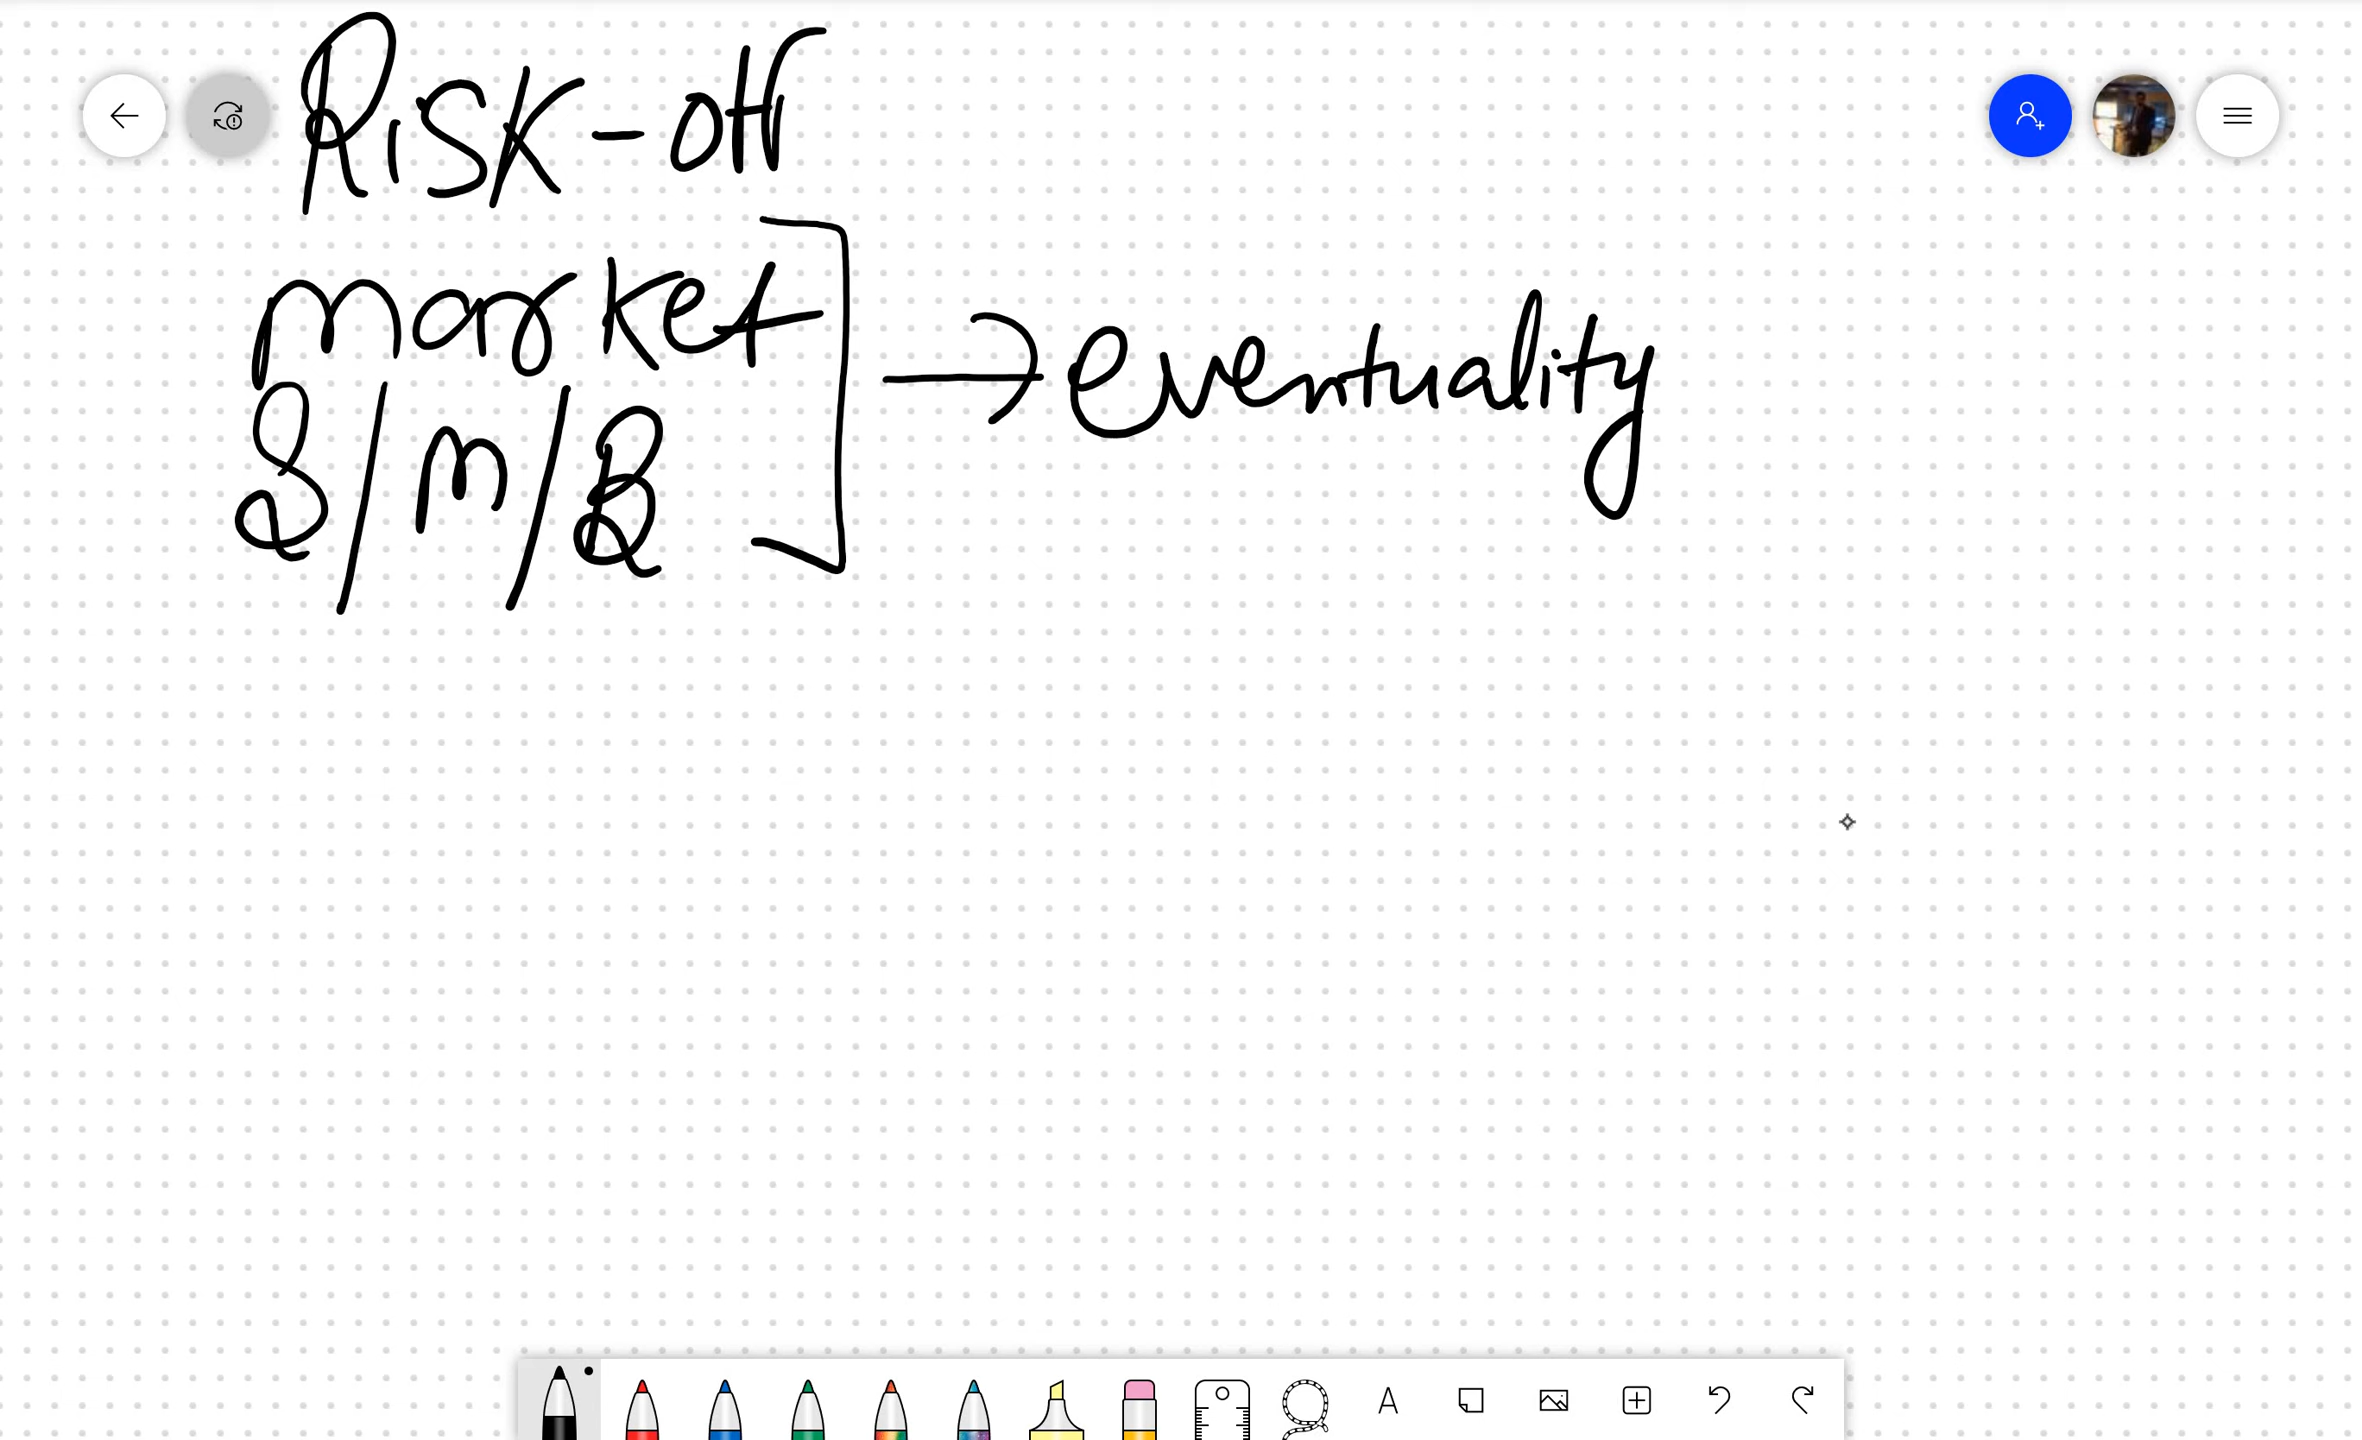 Risk-off
market
S/M/B
→ eventuality
A